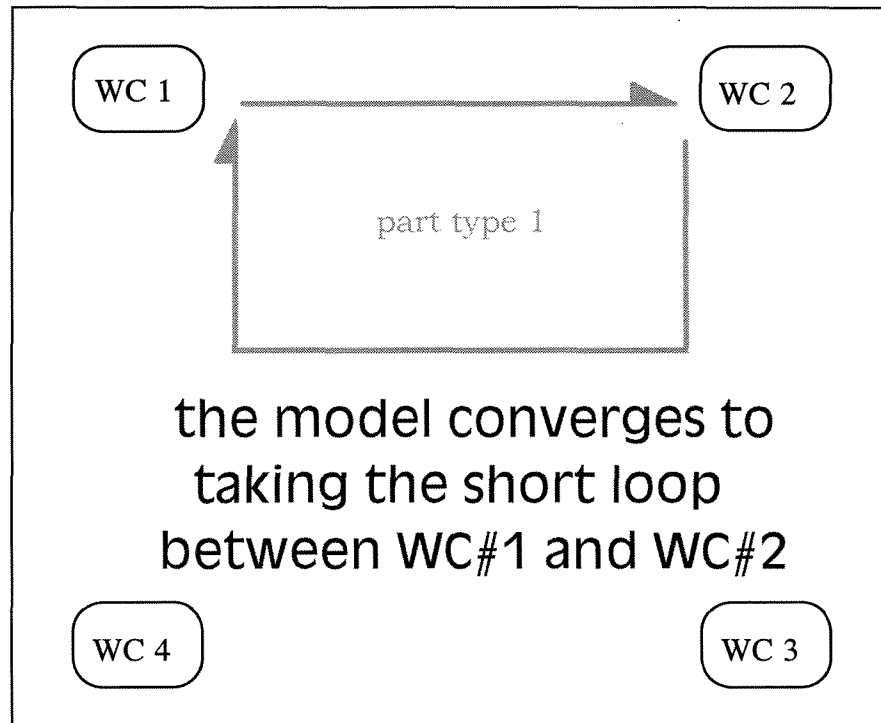 WC 1
WC 2
part type 1
the model converges to
taking the short loop
between WC#1 and WC#2
WC 4
WC 3